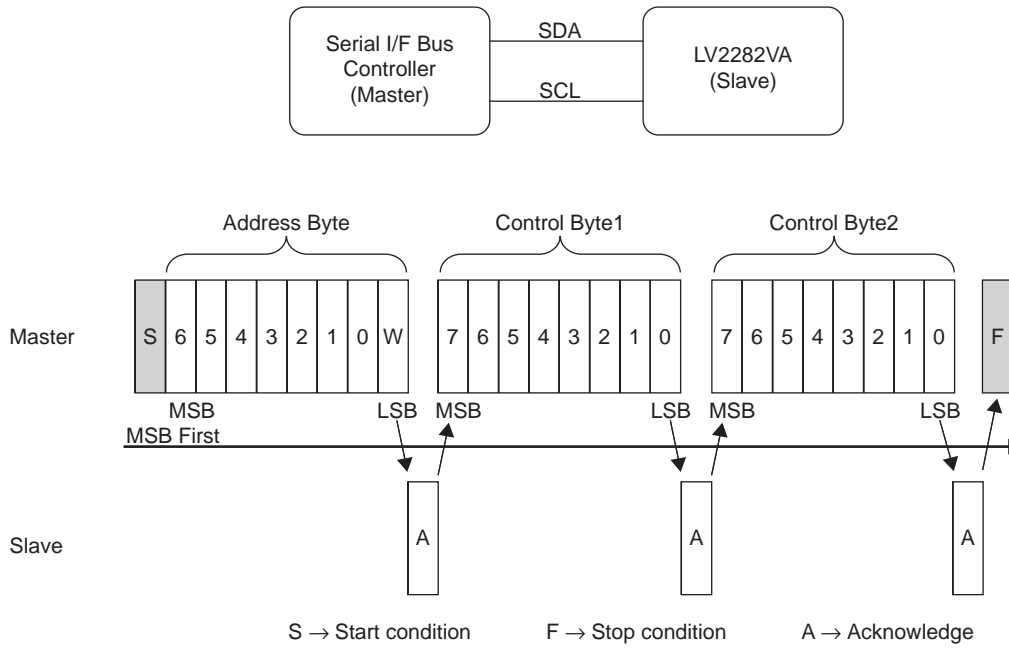 Serial I/F Bus
Controller
(Master)
SDA
SCL
LV2282VA
(Slave)
Address Byte
Control Byte1
Control Byte2
Master
S 6 5 4 3 2 1 0 W 7 6 5 4 3 2 1 0 7 6 5 4 3 2 1 0 F
MSB LSB MSB LSB MSB LSB
MSB First
Slave
A A A
S → Start condition F → Stop condition A → Acknowledge